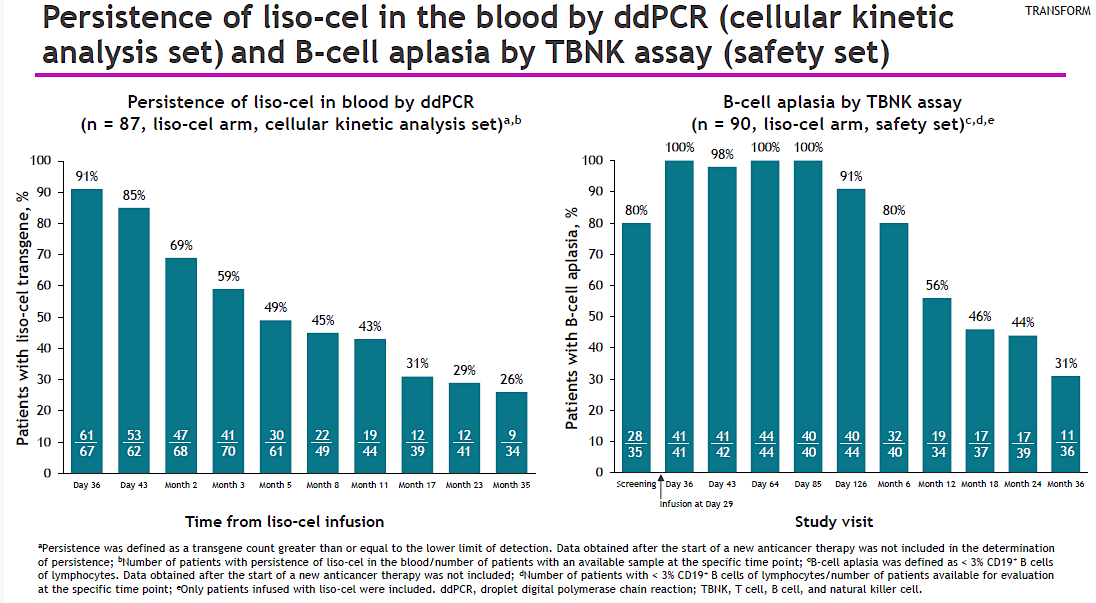 Persistence of liso-cel in the blood by ddPCR (cellular kinetic
analysis set) and B-cell aplasia by TBNK assay (safety set)
TRANSFORM
Persistence of liso-cel in blood by ddPCR
(n = 87, liso-cel arm, cellular kinetic analysis set)a,b
Patients with liso-cel transgene, %
100
90
80
70
60
50
40
30
20
10
0
91%
85%
69%
59%
49%
45%
43%
31%
29%
26%
61 53 47 41 30 22 19 12 12 9
67 62 68 70 61 49 44 39 41 34
Day 36 Day 43 Month 2 Month 3 Month 5 Month 8 Month 11 Month 17 Month 23 Month 35
Time from liso-cel infusion
B-cell aplasia by TBNK assay
(n = 90, liso-cel arm, safety set)c,d,e
Patients with B-cell aplasia, %
100
90
80
70
60
50
40
30
20
10
0
80%
100%
98%
100%
100%
91%
80%
56%
46%
44%
31%
28 41 41 44 40 40 32 19 17 17 11
35 41 42 44 40 44 40 34 37 39 36
Screening Day 36 Day 43 Day 64 Day 85 Day 126 Month 6 Month 12 Month 18 Month 24 Month 36
Infusion at Day 29
Study visit
aPersistence was defined as a transgene count greater than or equal to the lower limit of detection. Data obtained after the start of a new anticancer therapy was not included in the determination
of persistence; bNumber of patients with persistence of liso-cel in the blood/number of patients with an available sample at the specific time point; cB-cell aplasia was defined as < 3% CD19+ B cells
of lymphocytes. Data obtained after the start of a new anticancer therapy was not included; dNumber of patients with < 3% CD19+ B cells of lymphocytes/number of patients available for evaluation
at the specific time point; eOnly patients infused with liso-cel were included. ddPCR, droplet digital polymerase chain reaction; TBNK, T cell, B cell, and natural killer cell.